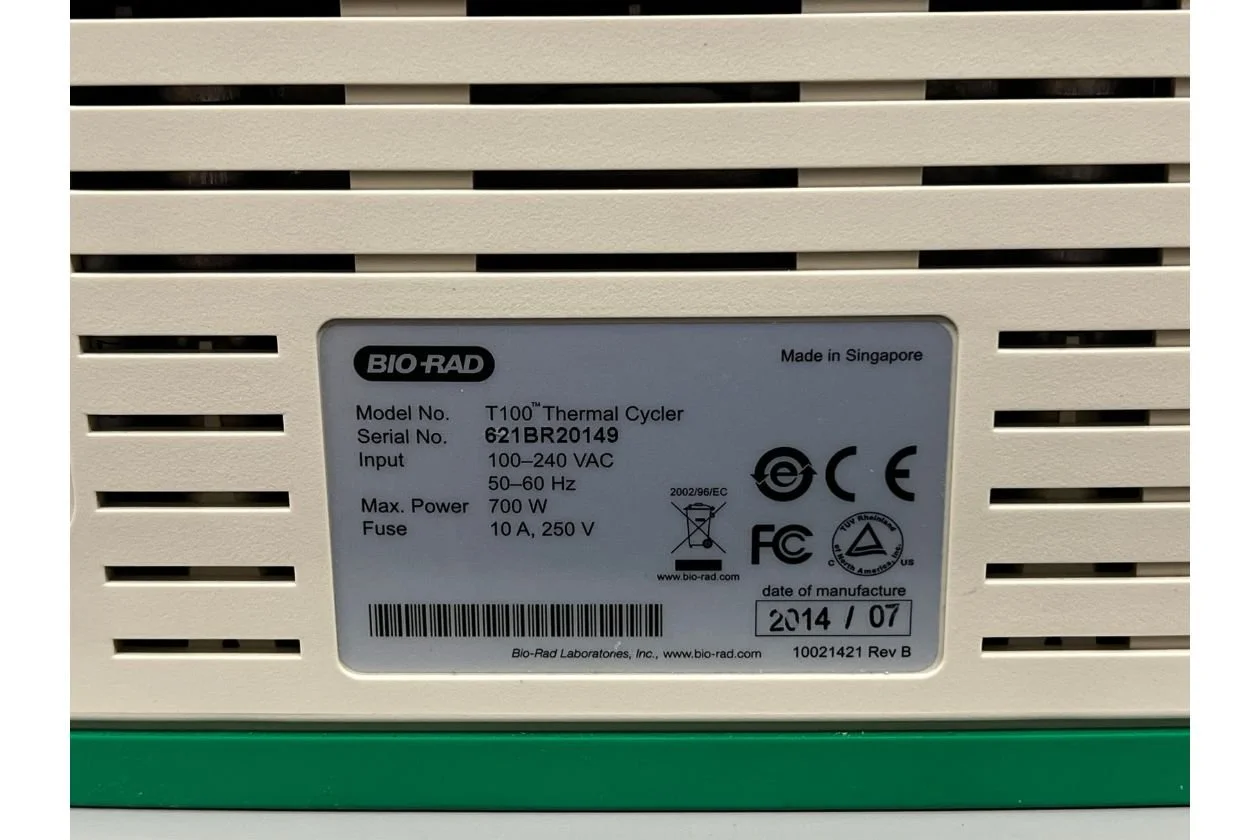 BIO-RAD
Made in Singapore
Model No. T100™ Thermal Cycler
Serial No. 621BR20149
Input 100–240 VAC
50–60 Hz
Max. Power 700 W
Fuse 10 A, 250 V
2002/96/EC
www.bio-rad.com
e
CE
FC
TUV Rheinland
of North America, Inc.
C US
date of manufacture
2014 / 07
Bio-Rad Laboratories, Inc., www.bio-rad.com
10021421 Rev B